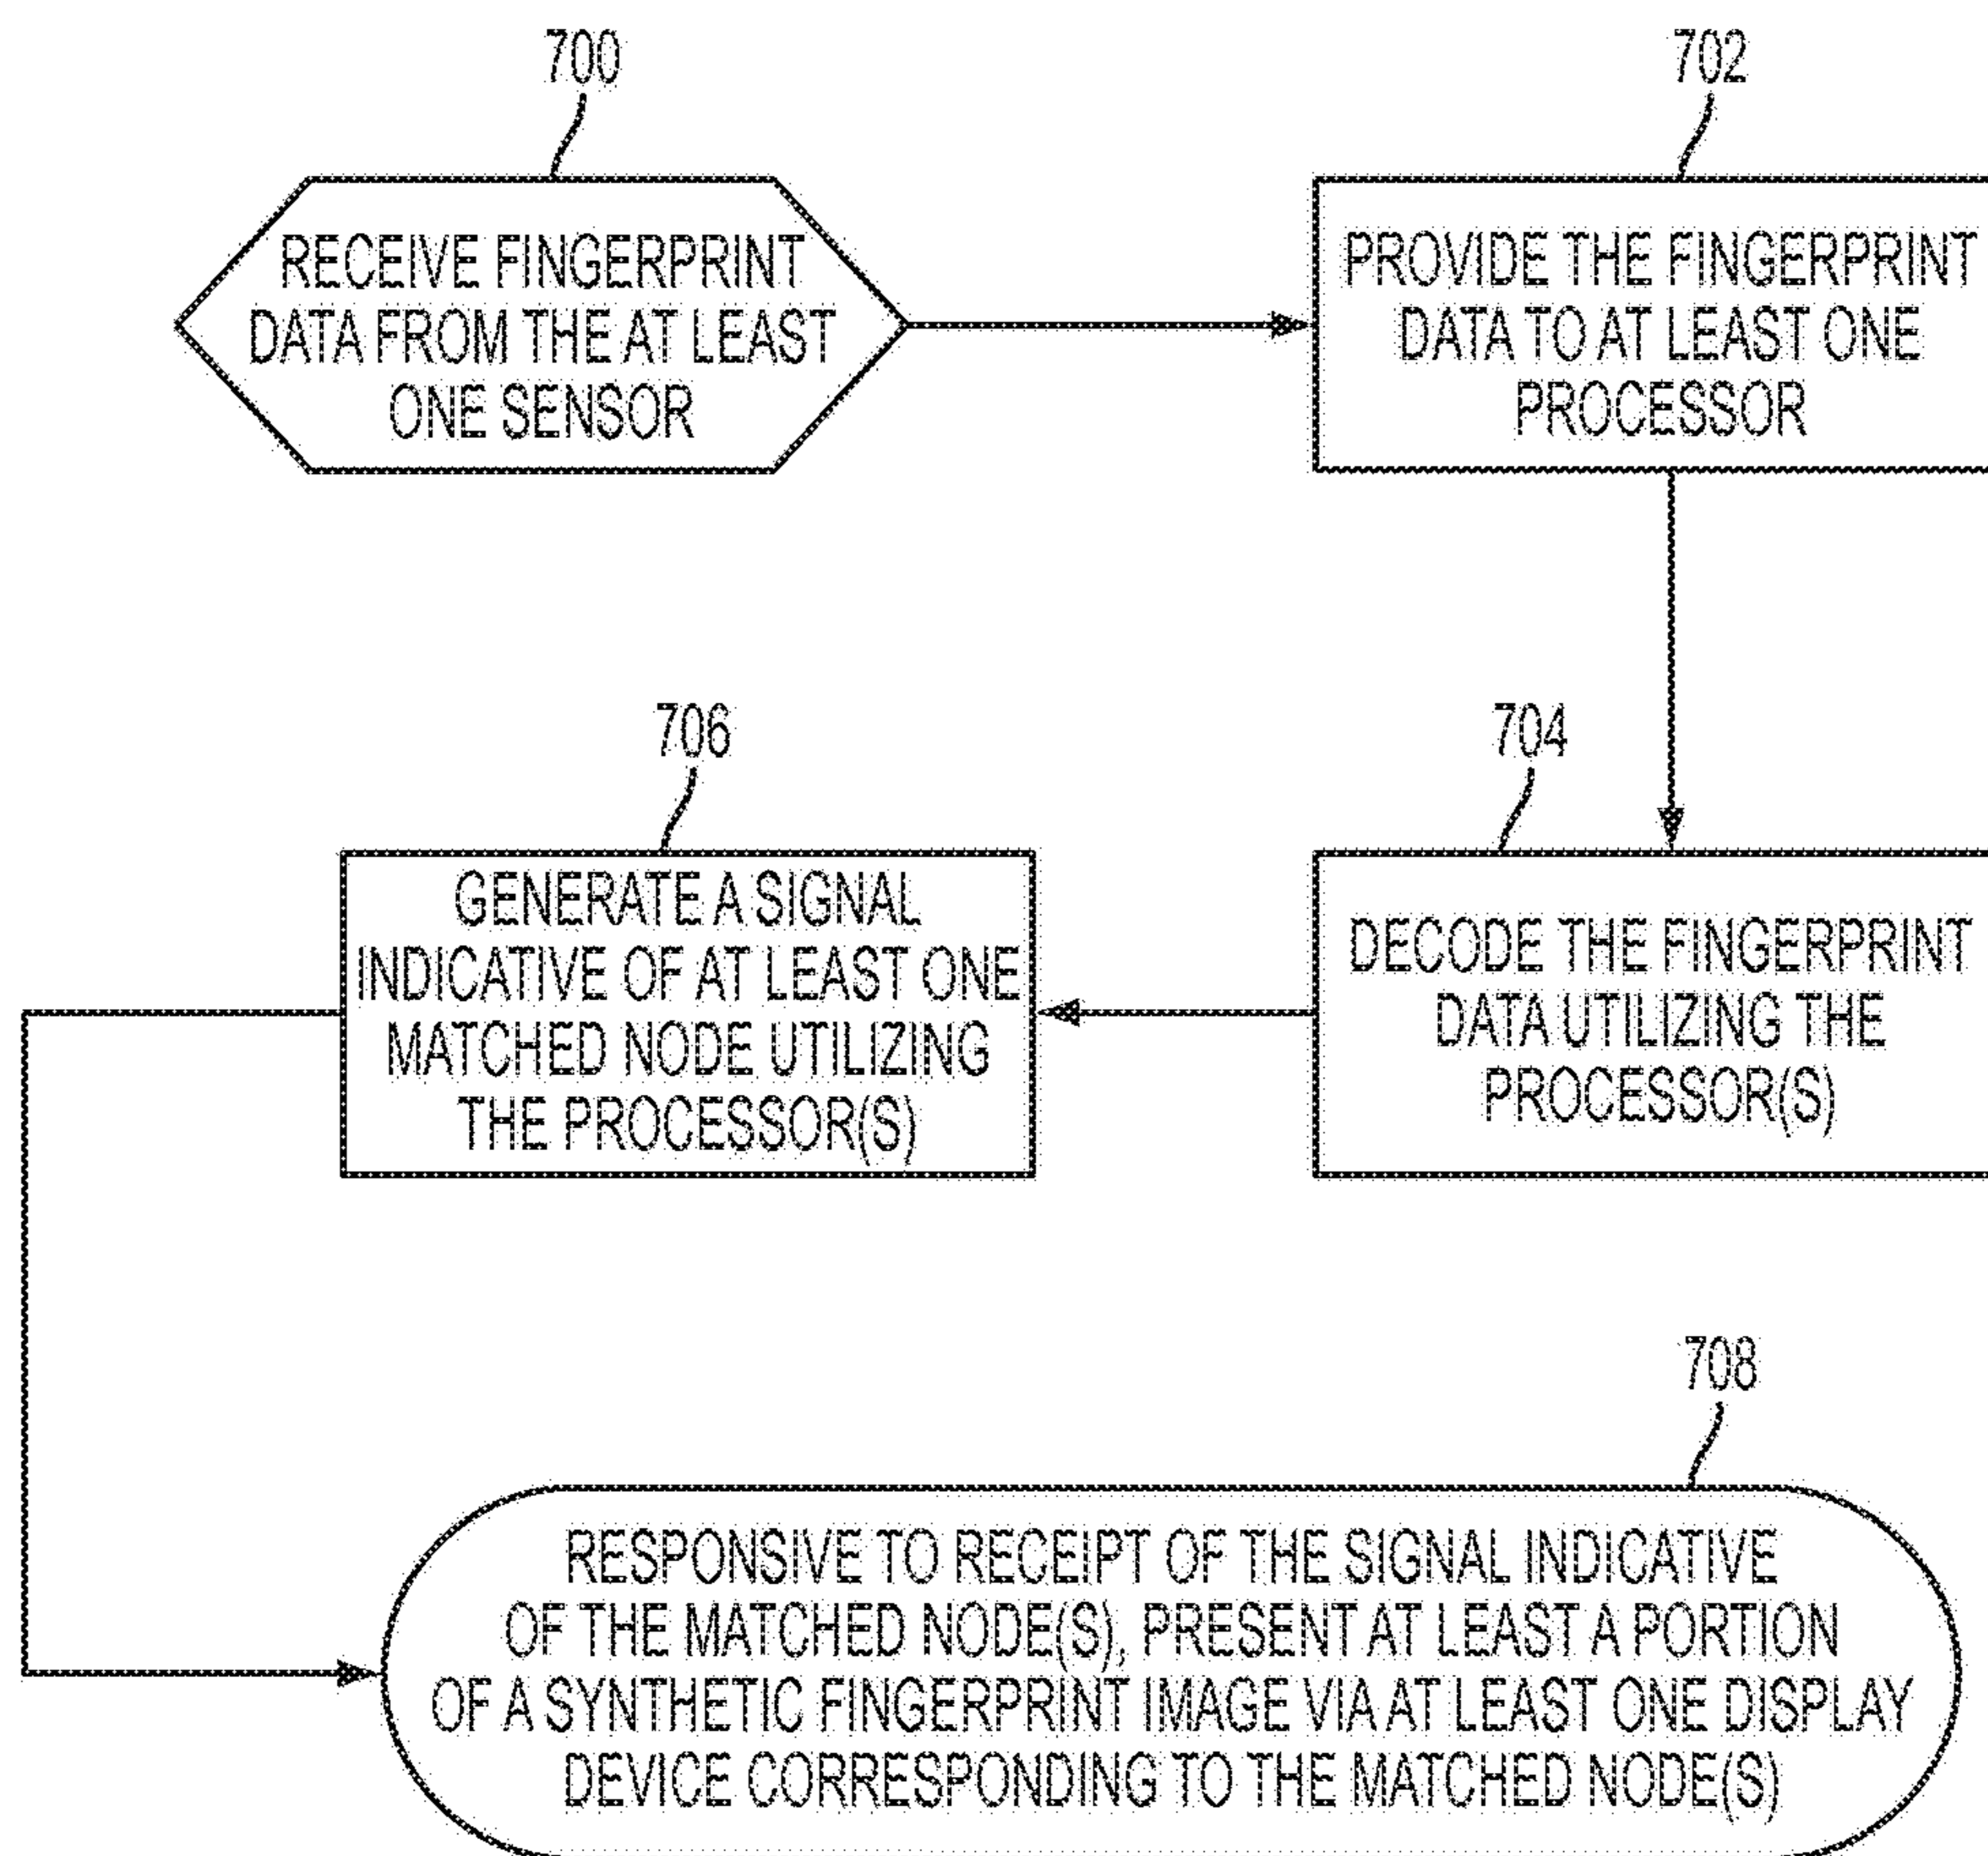 700
RECEIVE FINGERPRINT
DATA FROM THE AT LEAST
ONE SENSOR
702
PROVIDE THE FINGERPRINT
DATA TO AT LEAST ONE
PROCESSOR
704
DECODE THE FINGERPRINT
DATA UTILIZING THE
PROCESSOR(S)
706
GENERATE A SIGNAL
INDICATIVE OF AT LEAST ONE
MATCHED NODE UTILIZING
THE PROCESSOR(S)
708
RESPONSIVE TO RECEIPT OF THE SIGNAL INDICATIVE
OF THE MATCHED NODE(S), PRESENT AT LEAST A PORTION
OF A SYNTHETIC FINGERPRINT IMAGE VIA AT LEAST ONE DISPLAY
DEVICE CORRESPONDING TO THE MATCHED NODE(S)